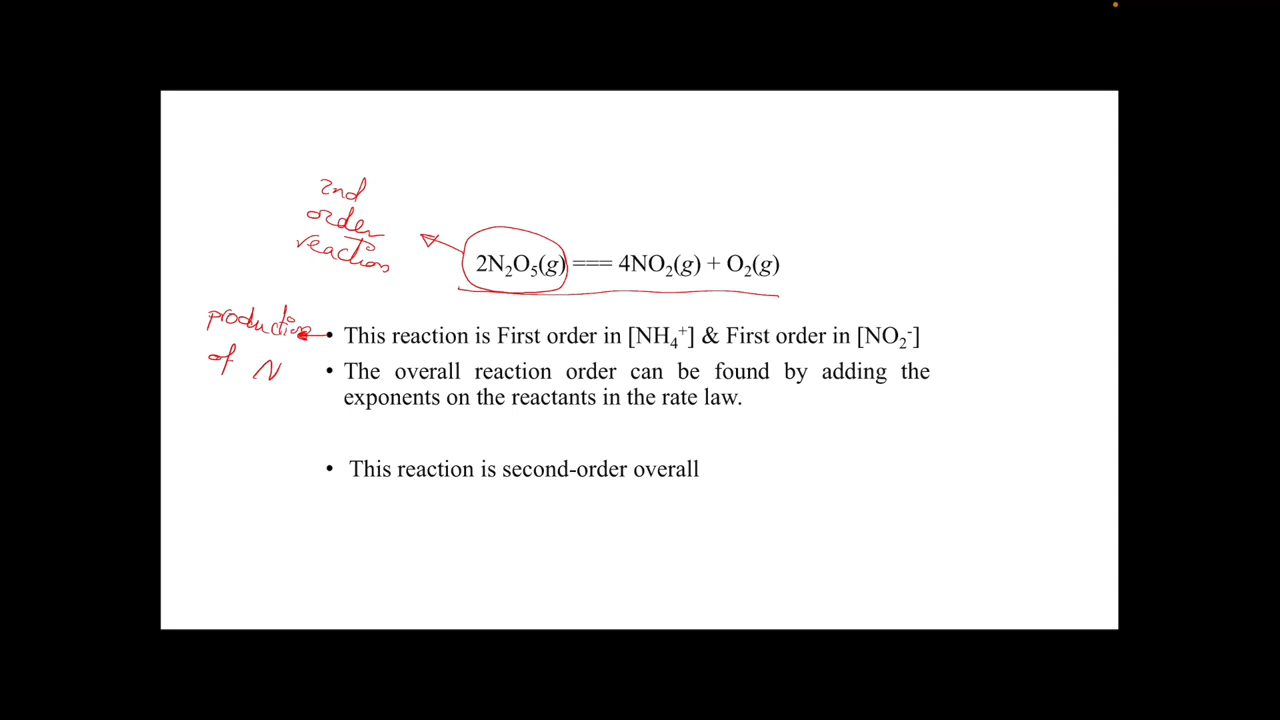 2nd
order
reaction
2N₂O₅(g) === 4NO₂(g) + O₂(g)
production
of N
• This reaction is First order in [NH₄⁺] & First order in [NO₂⁻]
• The overall reaction order can be found by adding the
exponents on the reactants in the rate law.
• This reaction is second-order overall